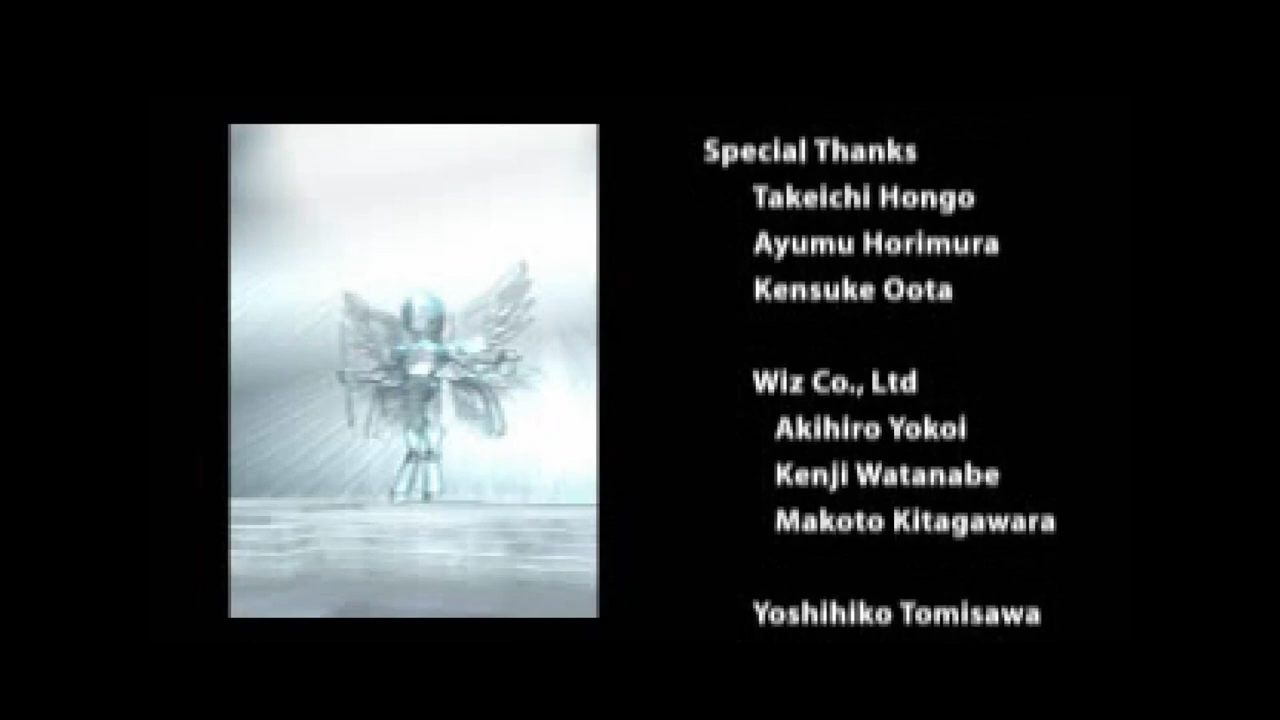 Special Thanks
Takeichi Hongo
Ayumu Horimura
Kensuke Oota
Wiz Co., Ltd
Akihiro Yokoi
Kenji Watanabe
Makoto Kitagawara
Yoshihiko Tomisawa